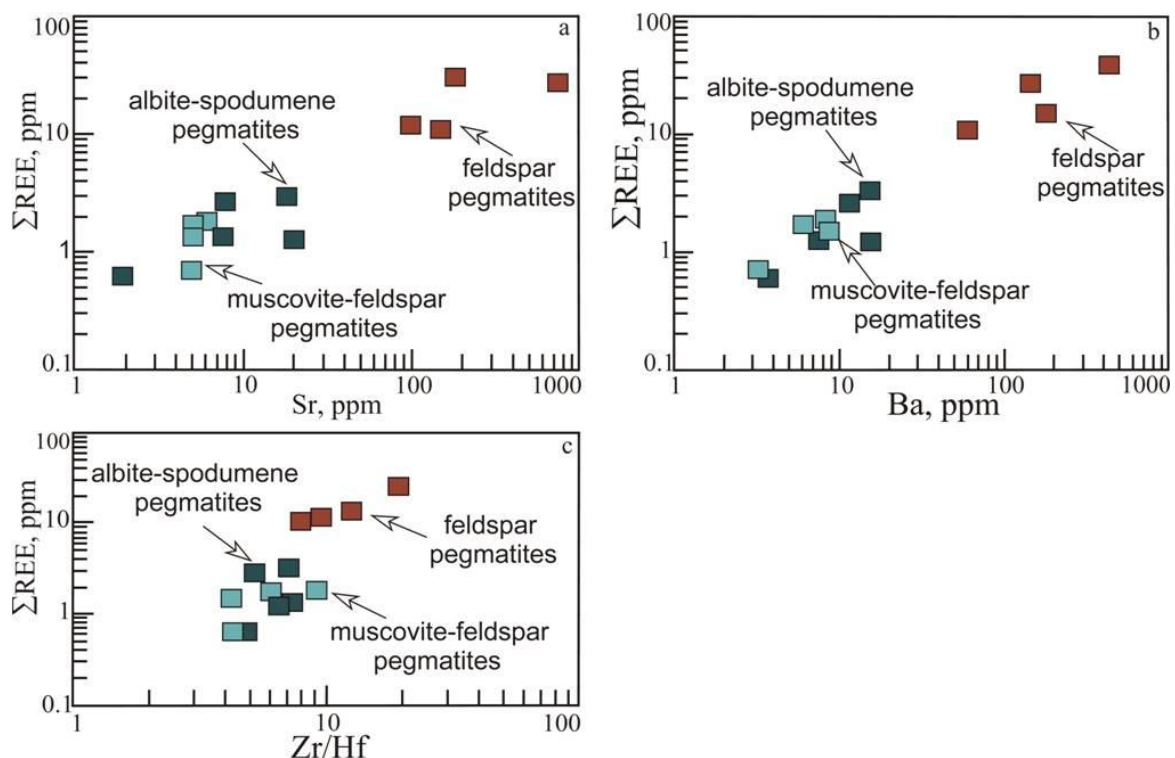 a
ΣREE, ppm
100
10
1
0.1
albite-spodumene
pegmatites
feldspar
pegmatites
muscovite-feldspar
pegmatites
1 10 100 1000
Sr, ppm
b
ΣREE, ppm
100
10
1
0.1
albite-spodumene
pegmatites
feldspar
pegmatites
muscovite-feldspar
pegmatites
1 10 100 1000
Ba, ppm
c
ΣREE, ppm
100
10
1
0.1
albite-spodumene
pegmatites
feldspar
pegmatites
muscovite-feldspar
pegmatites
1 10 100
Zr/Hf